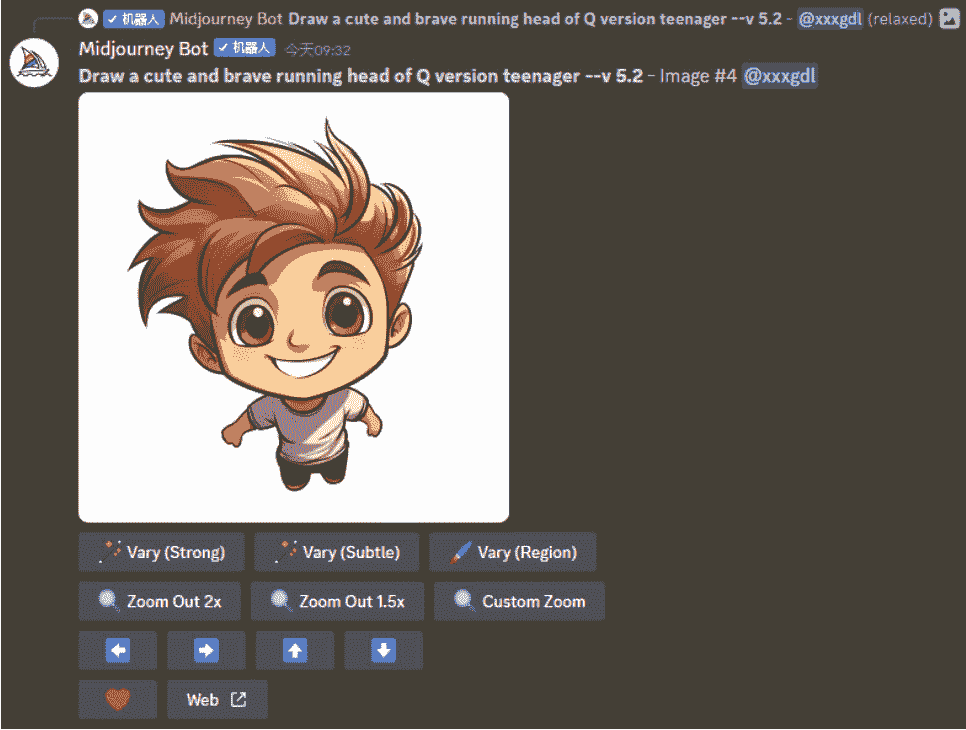 ✓ 机器人 Midjourney Bot Draw a cute and brave running head of Q version teenager --v 5.2 - @xxxgdl (relaxed)
Midjourney Bot ✓ 机器人 今天09:32
Draw a cute and brave running head of Q version teenager --v 5.2 - Image #4 @xxxgdl
Vary (Strong) Vary (Subtle) Vary (Region)
Zoom Out 2x Zoom Out 1.5x Custom Zoom
Web